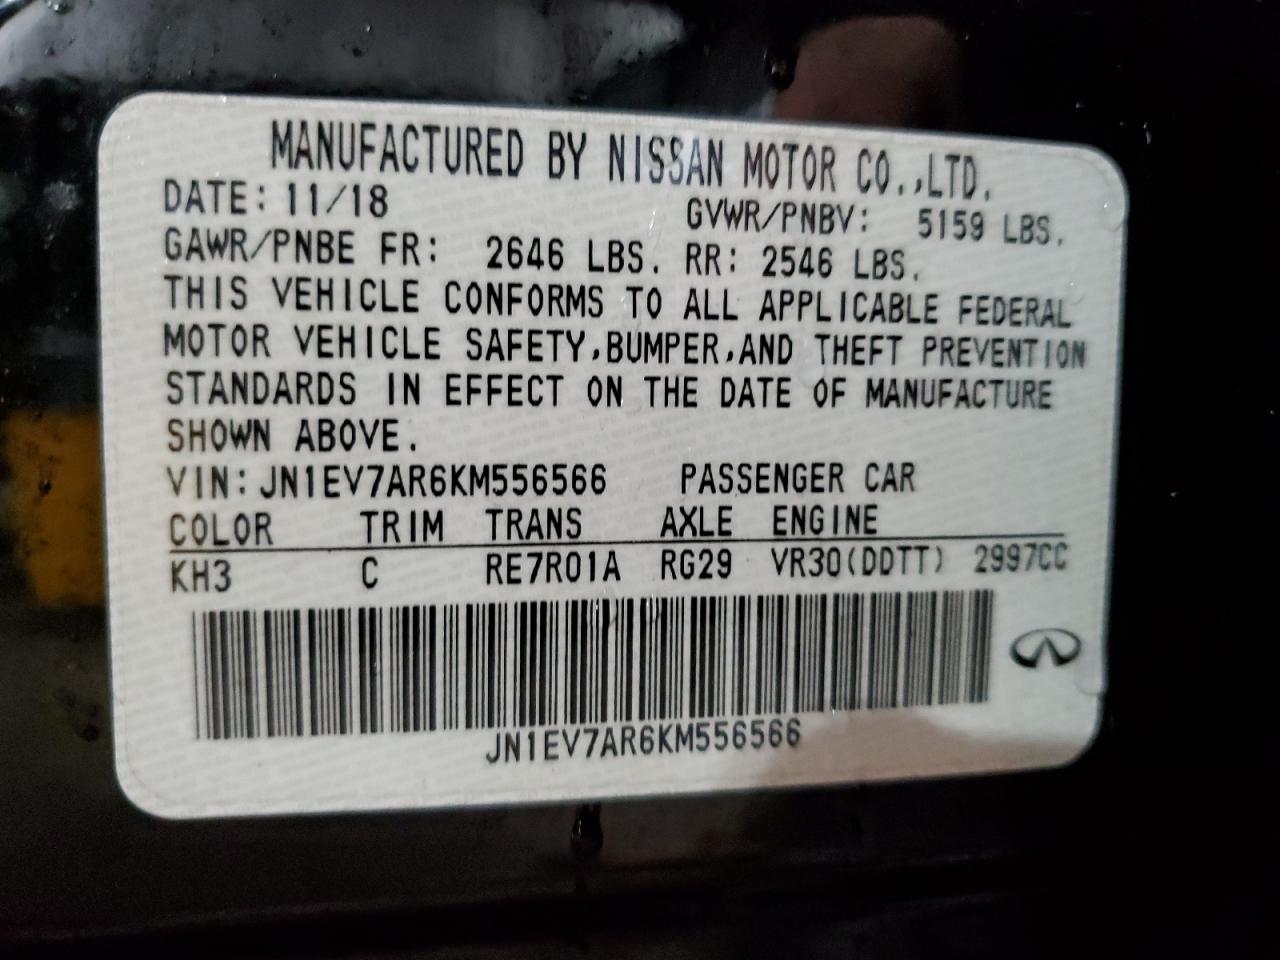 MANUFACTURED BY NISSAN MOTOR CO.,LTD.
DATE: 11/18 GVWR/PNBV: 5159 LBS.
GAWR/PNBE FR: 2646 LBS. RR: 2546 LBS.
THIS VEHICLE CONFORMS TO ALL APPLICABLE FEDERAL
MOTOR VEHICLE SAFETY,BUMPER,AND THEFT PREVENTION
STANDARDS IN EFFECT ON THE DATE OF MANUFACTURE
SHOWN ABOVE.
VIN: JN1EV7AR6KM556566 PASSENGER CAR
COLOR TRIM TRANS AXLE ENGINE
KH3 C RE7R01A RG29 VR30(DDTT) 2997CC
JN1EV7AR6KM556566